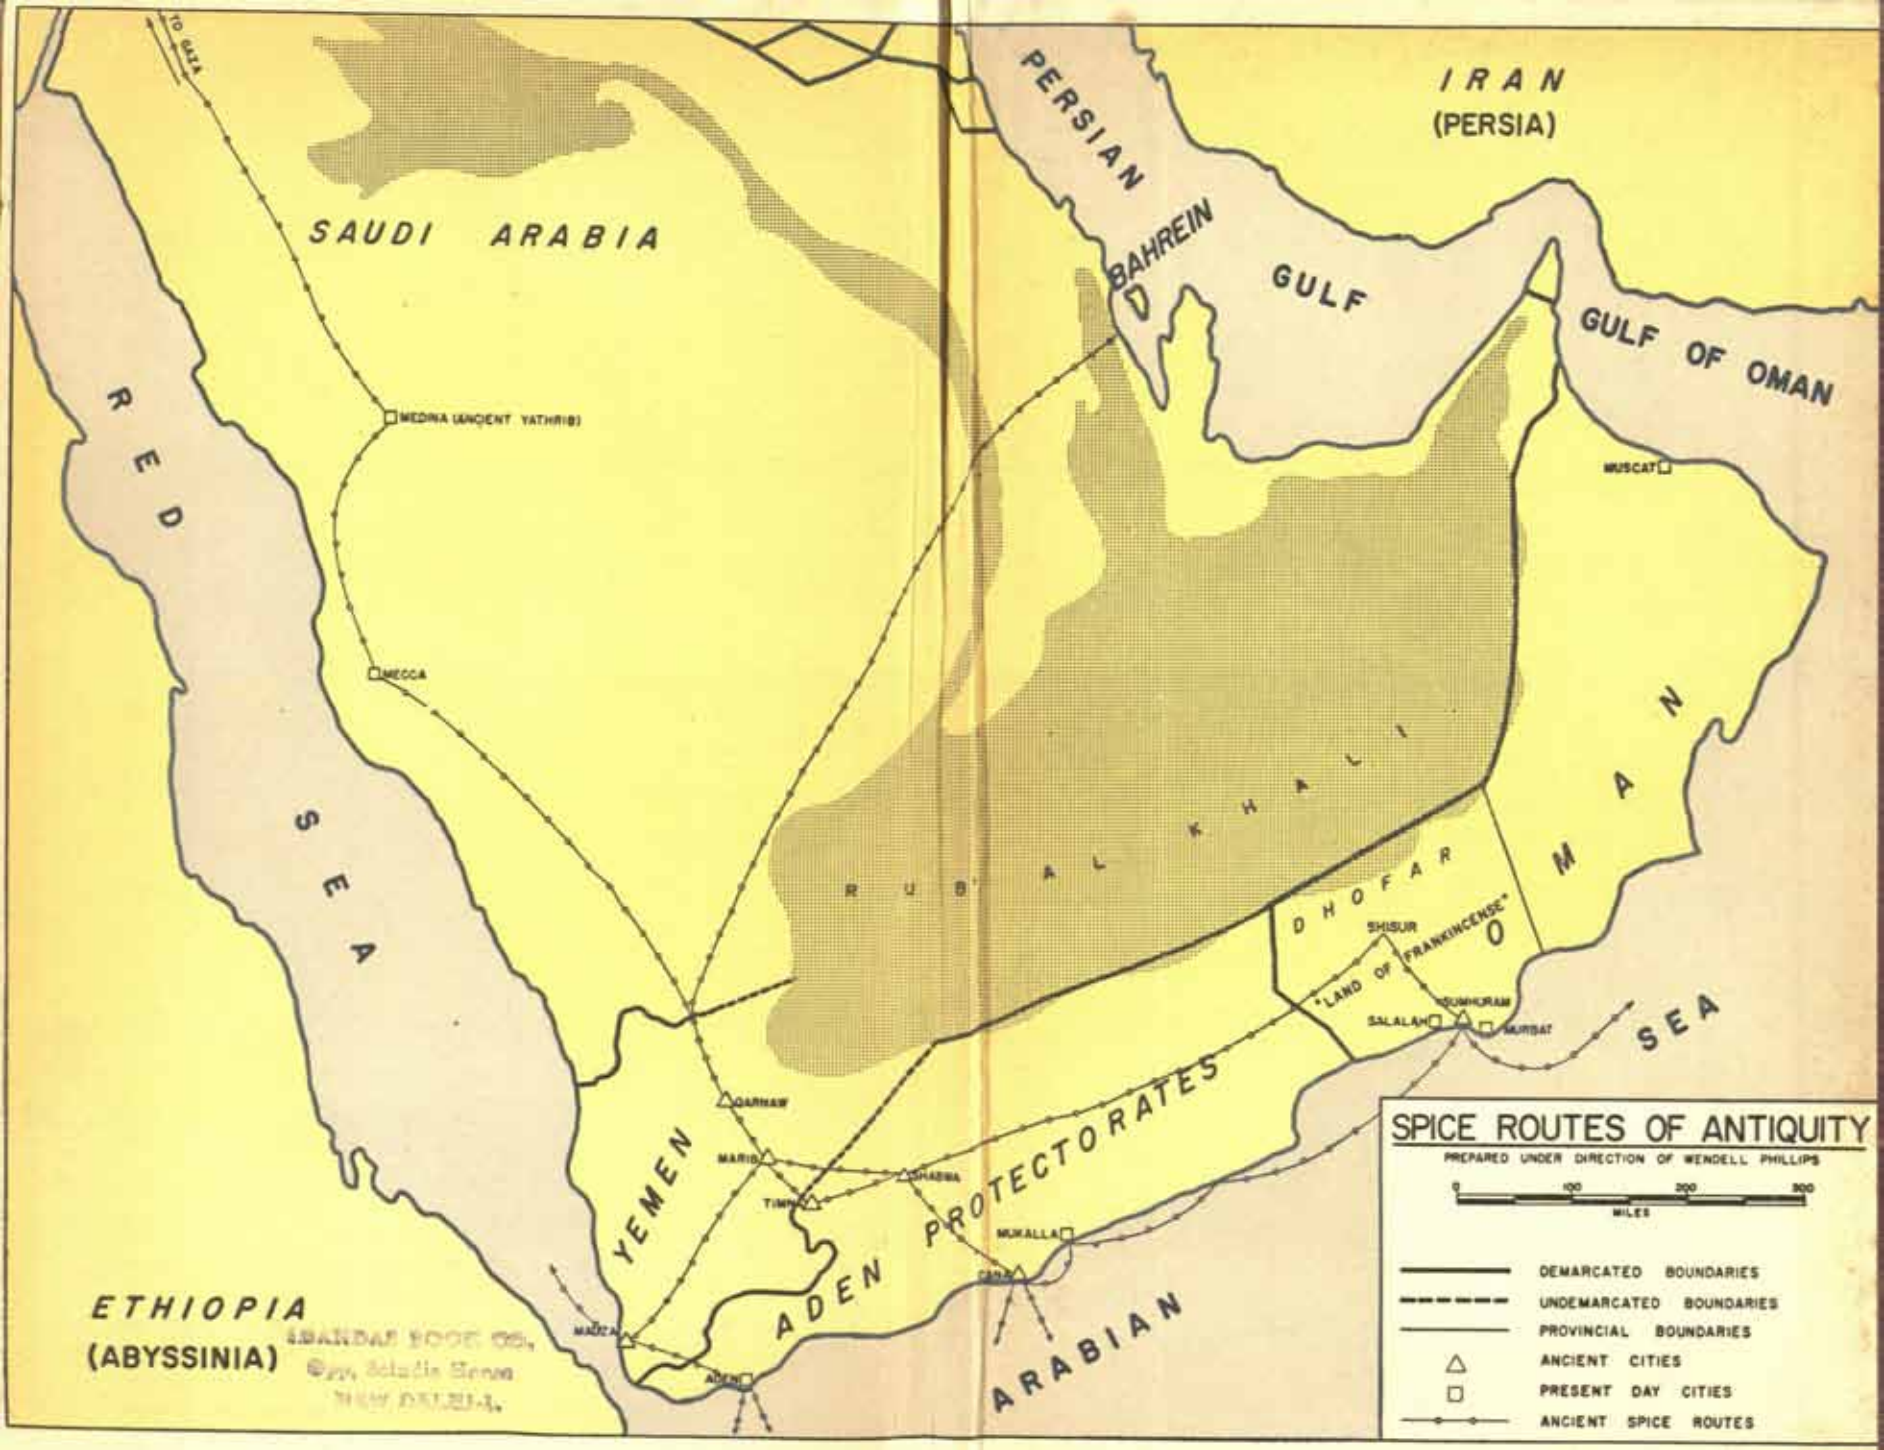 TO GAZA
IRAN
(PERSIA)
PERSIAN
GULF
BAHREIN
GULF OF OMAN
SAUDI ARABIA
RED
SEA
MEDINA (ANCIENT YATHRIB)
MUSCAT
MECCA
RUB' AL KHALI
OMAN
DHOFAR
SHISUR
"LAND OF FRANKINCENSE"
SUMHURAM
SALALAH
MURBAT
QARNAW
YEMEN
MARIB
SHABWA
ADEN PROTECTORATES
MUKALLA
CANA
ARABIAN
SEA
ADEN
ETHIOPIA
(ABYSSINIA)
NEW DELHI-1.
SPICE ROUTES OF ANTIQUITY
PREPARED UNDER DIRECTION OF WENDELL PHILLIPS
0 100 200 300
MILES
DEMARCATED BOUNDARIES
UNDEMARCATED BOUNDARIES
PROVINCIAL BOUNDARIES
ANCIENT CITIES
PRESENT DAY CITIES
ANCIENT SPICE ROUTES